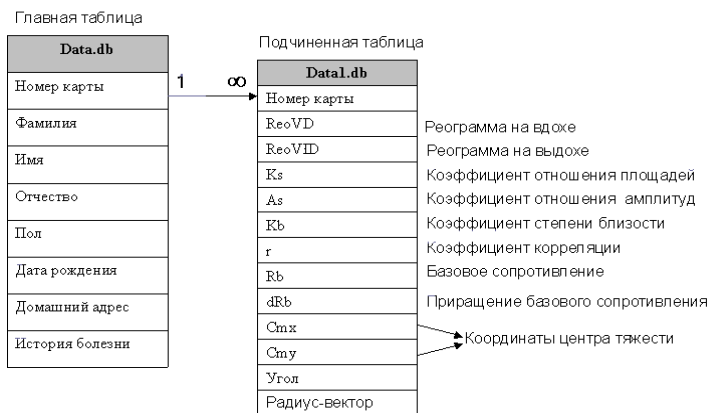 Главная таблица
Data.db
Номер карты
Фамилия
Имя
Отчество
Пол
Дата рождения
Домашний адрес
История болезни
1 ∞
Подчиненная таблица
Data1.db
Номер карты
ReoVD Реограмма на вдохе
ReoVID Реограмма на выдохе
Ks Коэффициент отношения площадей
As Коэффициент отношения амплитуд
Kb Коэффициент степени близости
r Коэффициент корреляции
Rb Базовое сопротивление
dRb Приращение базового сопротивления
Cmx
Cmy
Координаты центра тяжести
Угол
Радиус-вектор